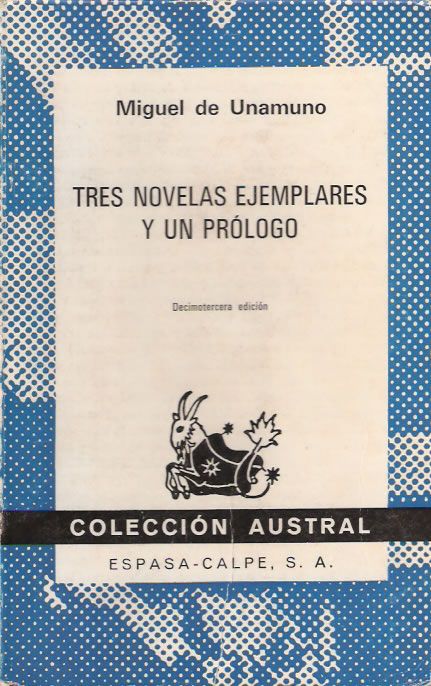 Miguel de Unamuno
TRES NOVELAS EJEMPLARES
Y UN PRÓLOGO
Decimotercera edición
COLECCIÓN AUSTRAL
ESPASA-CALPE, S. A.